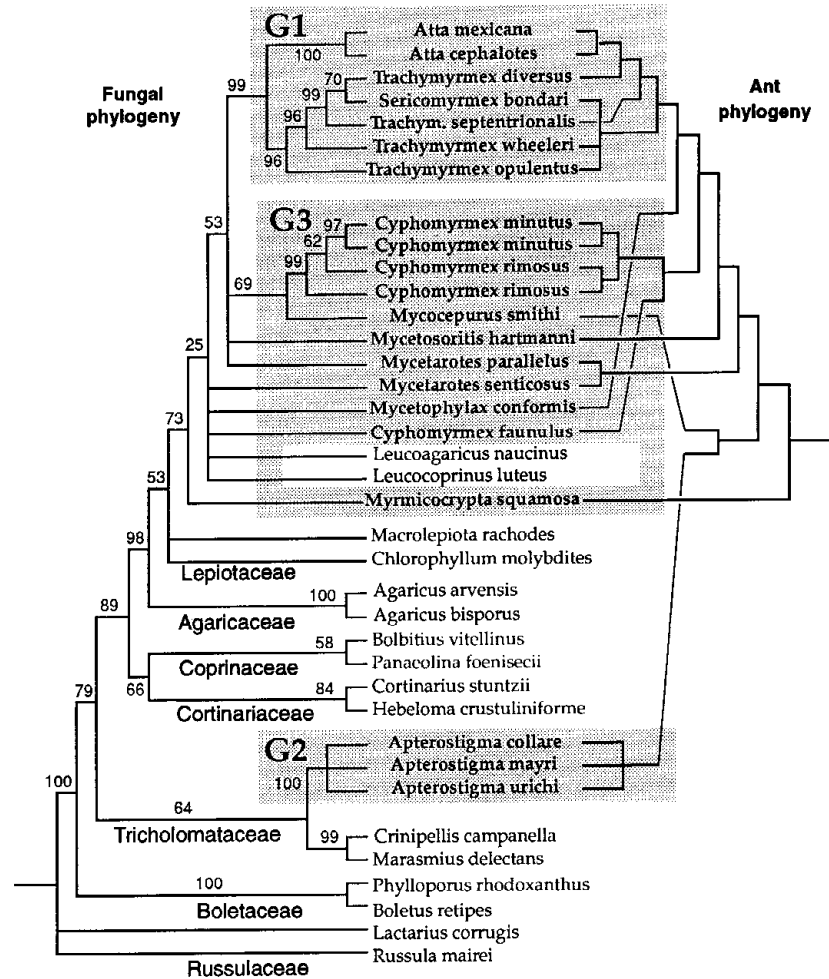 G1
Atta mexicana
Atta cephalotes
100
Trachymyrmex diversus
70
Sericomyrmex bondari
99
Trachym. septentrionalis
96
Trachymyrmex wheeleri
96
Trachymyrmex opulentus
99
Fungal
phylogeny
Ant
phylogeny
53
G3
Cyphomyrmex minutus
97
Cyphomyrmex minutus
62
Cyphomyrmex rimosus
99
Cyphomyrmex rimosus
69
Mycocepurus smithi
Mycetosoritis hartmanni
25
Mycetarotes parallelus
Mycetarotes senticosus
Mycetophylax conformis
73
Cyphomyrmex faunulus
Leucoagaricus naucinus
Leucocoprinus luteus
53
Myrmicocrypta squamosa
98
Macrolepiota rachodes
Chlorophyllum molybdites
Lepiotaceae
89
Agaricus arvensis
100
Agaricus bisporus
Agaricaceae
Bolbitius vitellinus
58
Panacolina foenisecii
Coprinaceae
66
79
Cortinarius stuntzii
84
Hebeloma crustuliniforme
Cortinariaceae
G2
Apterostigma collare
Apterostigma mayri
100
Apterostigma urichi
100
64
Tricholomataceae
Crinipellis campanella
99
Marasmius delectans
Phylloporus rhodoxanthus
100
Boletus retipes
Boletaceae
Lactarius corrugis
Russula mairei
Russulaceae